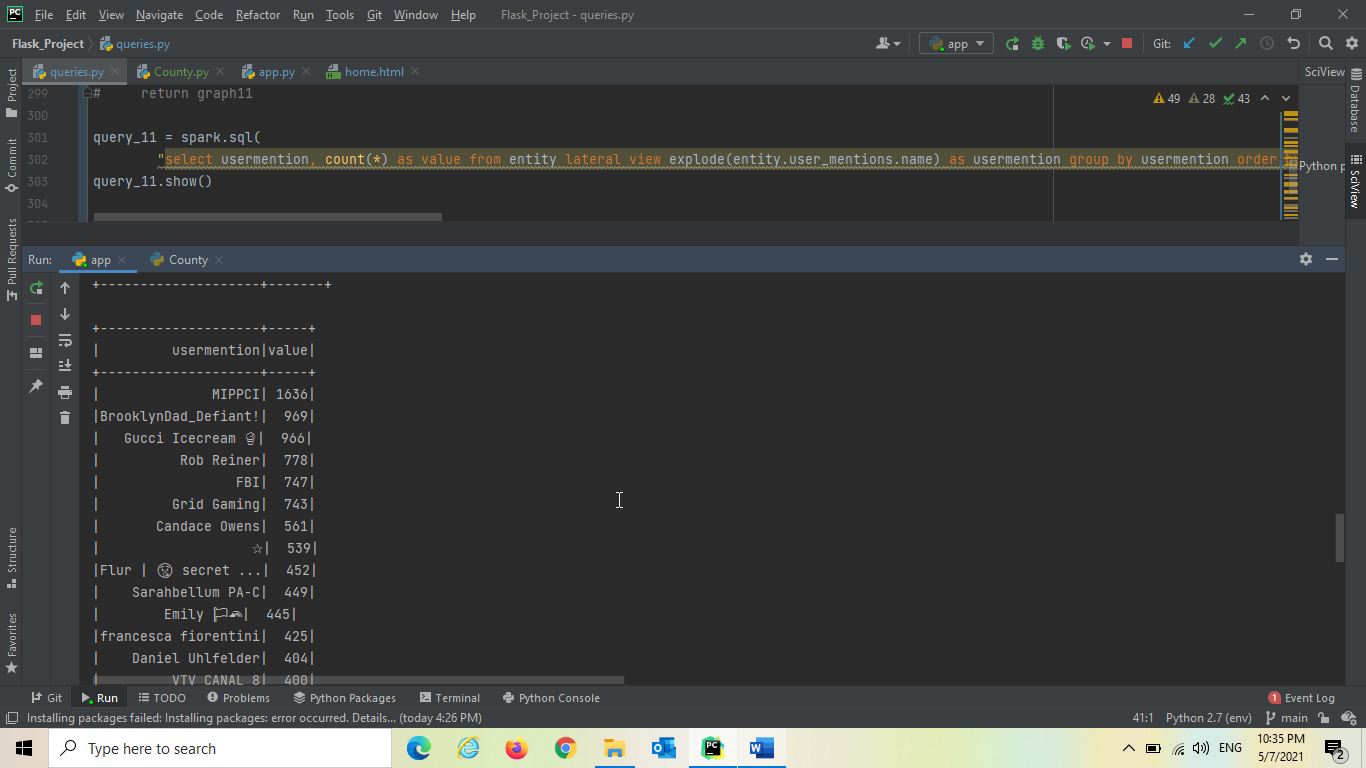 PC File Edit View Navigate Code Refactor Run Tools Git Window Help Flask_Project - queries.py
Flask_Project queries.py app Git:
queries.py County.py app.py home.html SciView
299 # return graph11 49 28 43
300
301 query_11 = spark.sql(
302 "select usermention, count(*) as value from entity lateral view explode(entity.user_mentions.name) as usermention group by usermention order
Python p
303 query_11.show()
304
Run: app County
+--------------------+-------+
+--------------------+-----+
| usermention|value|
+--------------------+-----+
| MIPPCI| 1636|
|BrooklynDad_Defiant!| 969|
| Gucci Icecream 🍨| 966|
| Rob Reiner| 778|
| FBI| 747|
| Grid Gaming| 743|
| Candace Owens| 561|
| ☆| 539|
|Flur | secret ...| 452|
| Sarahbellum PA-C| 449|
| Emily | 445|
|francesca fiorentini| 425|
| Daniel Uhlfelder| 404|
| VTV CANAL 8| 400|
Project
Commit
Pull Requests
Structure
Favorites
Database
SciView
Git Run TODO Problems Python Packages Terminal Python Console 1 Event Log
Installing packages failed: Installing packages: error occurred. Details... (today 4:26 PM) 41:1 Python 2.7 (env) main
Type here to search PC ENG 10:35 PM
5/7/2021 2